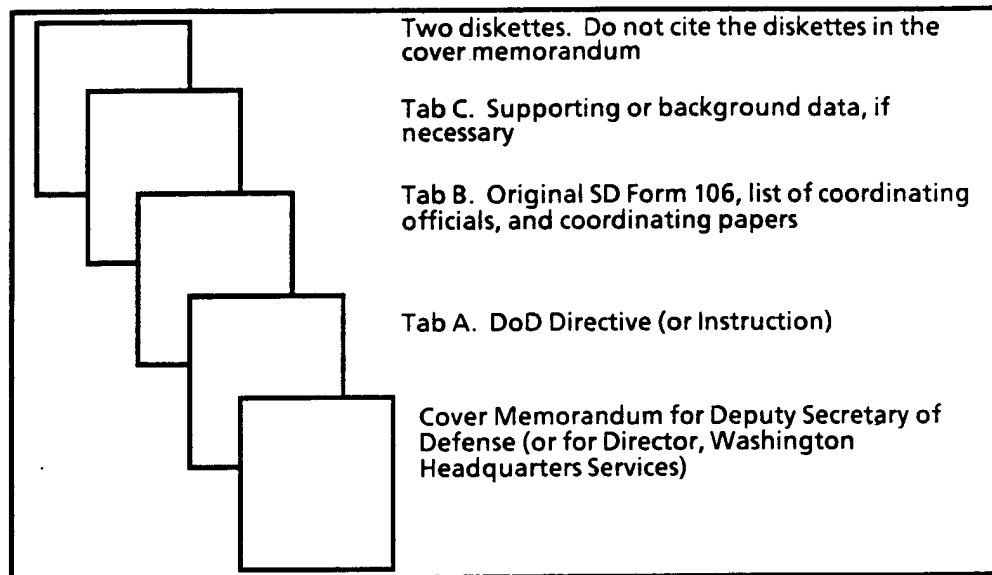 Two diskettes. Do not cite the diskettes in the
cover memorandum
Tab C. Supporting or background data, if
necessary
Tab B. Original SD Form 106, list of coordinating
officials, and coordinating papers
Tab A. DoD Directive (or Instruction)
Cover Memorandum for Deputy Secretary of
Defense (or for Director, Washington
Headquarters Services)